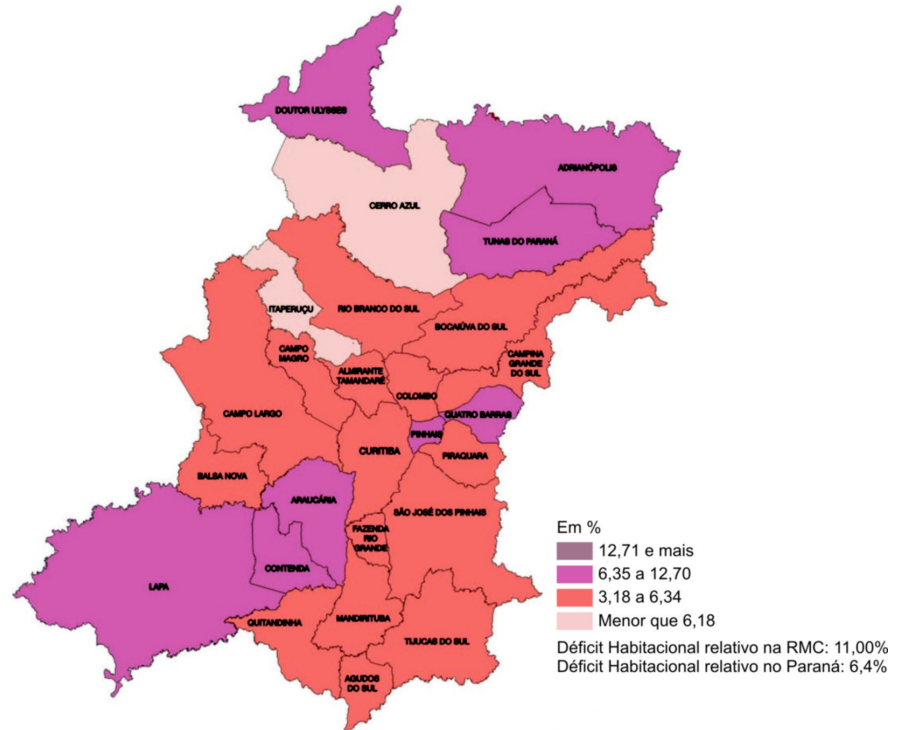 DOUTOR ULYSSES
ADRIANÓPOLIS
CERRO AZUL
TUNAS DO PARANÁ
ITAPERUÇU
RIO BRANCO DO SUL
BOCAIÚVA DO SUL
CAMPO
MAGRO
CAMPINA
GRANDE
DO SUL
ALMIRANTE
TAMANDARÉ
COLOMBO
CAMPO LARGO
QUATRO BARRAS
PINHAIS
CURITIBA
PIRAQUARA
BALSA NOVA
ARAUCÁRIA
SÃO JOSÉ DOS PINHAIS
FAZENDA
RIO
GRANDE
CONTENDA
LAPA
QUITANDINHA
MANDIRITUBA
TIJUCAS DO SUL
AGUDOS
DO SUL
Em %
12,71 e mais
6,35 a 12,70
3,18 a 6,34
Menor que 6,18
Déficit Habitacional relativo na RMC: 11,00%
Déficit Habitacional relativo no Paraná: 6,4%